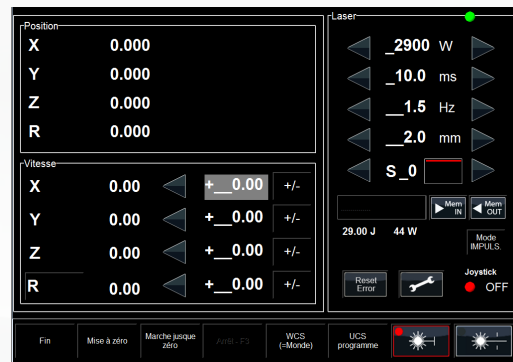 Position
X 0.000
Y 0.000
Z 0.000
R 0.000
Vitesse
X 0.00 +__0.00 +/-
Y 0.00 +__0.00 +/-
Z 0.00 +__0.00 +/-
R 0.00 +__0.00 +/-
Laser
_2900 W
_10.0 ms
__1.5 Hz
__2.0 mm
S_0
Mem IN
Mem OUT
29.00 J 44 W
Mode
IMPULS.
Reset
Error
Joystick
OFF
Fin
Mise à zéro
Marche jusque
zéro
Arrêt - F3
WCS
(=Monde)
UCS
programme